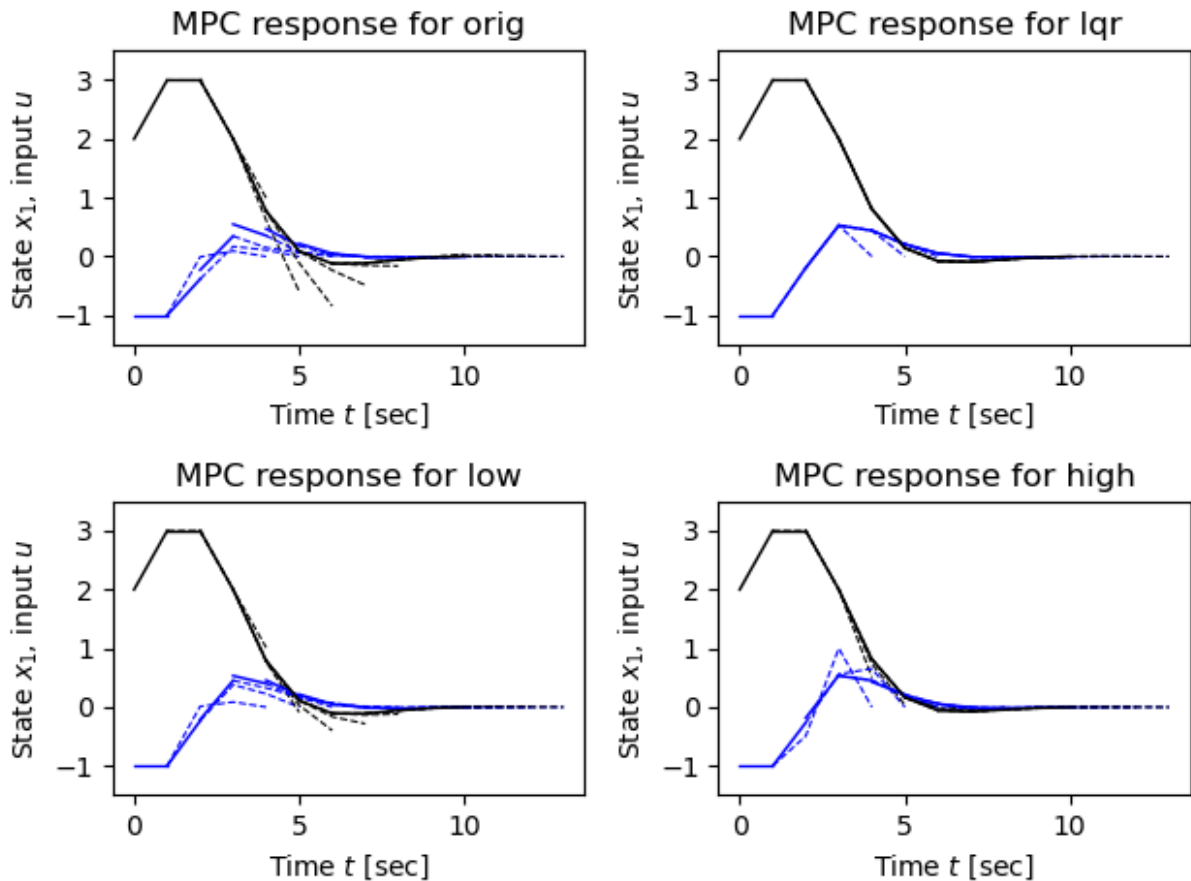 MPC response for orig
3
2
1
0
−1
State x₁, input u
0 5 10
Time t [sec]
MPC response for lqr
3
2
1
0
−1
State x₁, input u
0 5 10
Time t [sec]
MPC response for low
3
2
1
0
−1
State x₁, input u
0 5 10
Time t [sec]
MPC response for high
3
2
1
0
−1
State x₁, input u
0 5 10
Time t [sec]